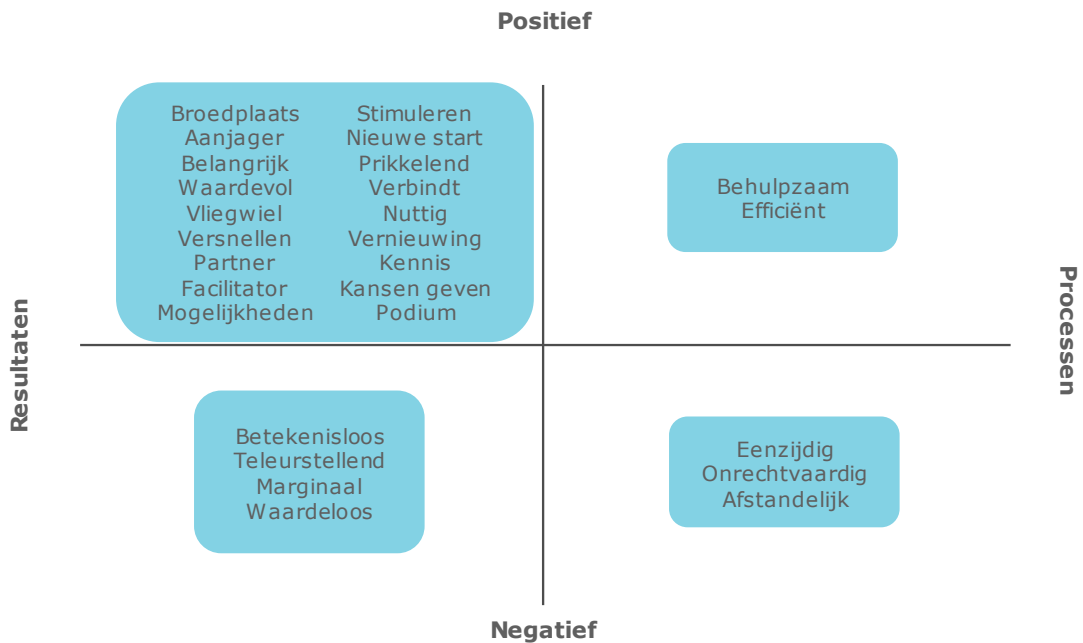 Positief
Broedplaats
Aanjager
Belangrijk
Waardevol
Vliegwiel
Versnellen
Partner
Facilitator
Mogelijkheden
Stimuleren
Nieuwe start
Prikkelend
Verbindt
Nuttig
Vernieuwing
Kennis
Kansen geven
Podium
Behulpzaam
Efficiënt
Resultaten
Processen
Betekenisloos
Teleurstellend
Marginaal
Waardeloos
Eenzijdig
Onrechtvaardig
Afstandelijk
Negatief